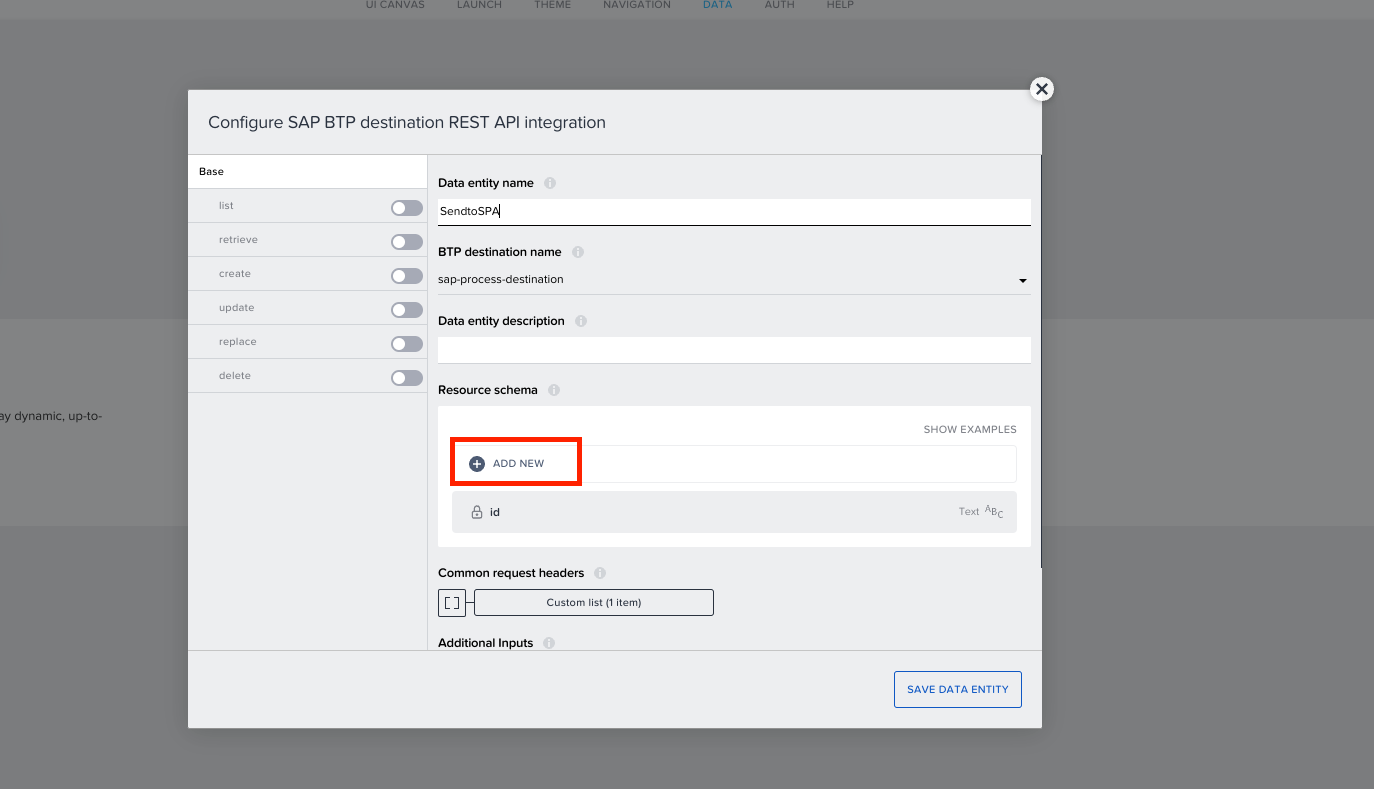 UI CANVAS LAUNCH THEME NAVIGATION DATA AUTH HELP
Configure SAP BTP destination REST API integration
Base
list
retrieve
create
update
replace
delete
Data entity name
SendtoSPA
BTP destination name
sap-process-destination
Data entity description
Resource schema
SHOW EXAMPLES
ADD NEW
id Text ABC
Common request headers
Custom list (1 item)
Additional Inputs
SAVE DATA ENTITY
ay dynamic, up-to-